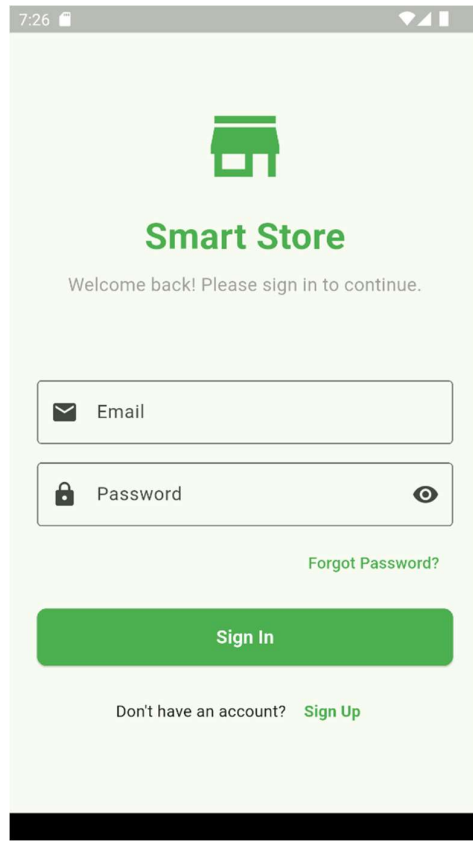 7:26
Smart Store
Welcome back! Please sign in to continue.
Email
Password
Forgot Password?
Sign In
Don't have an account? Sign Up